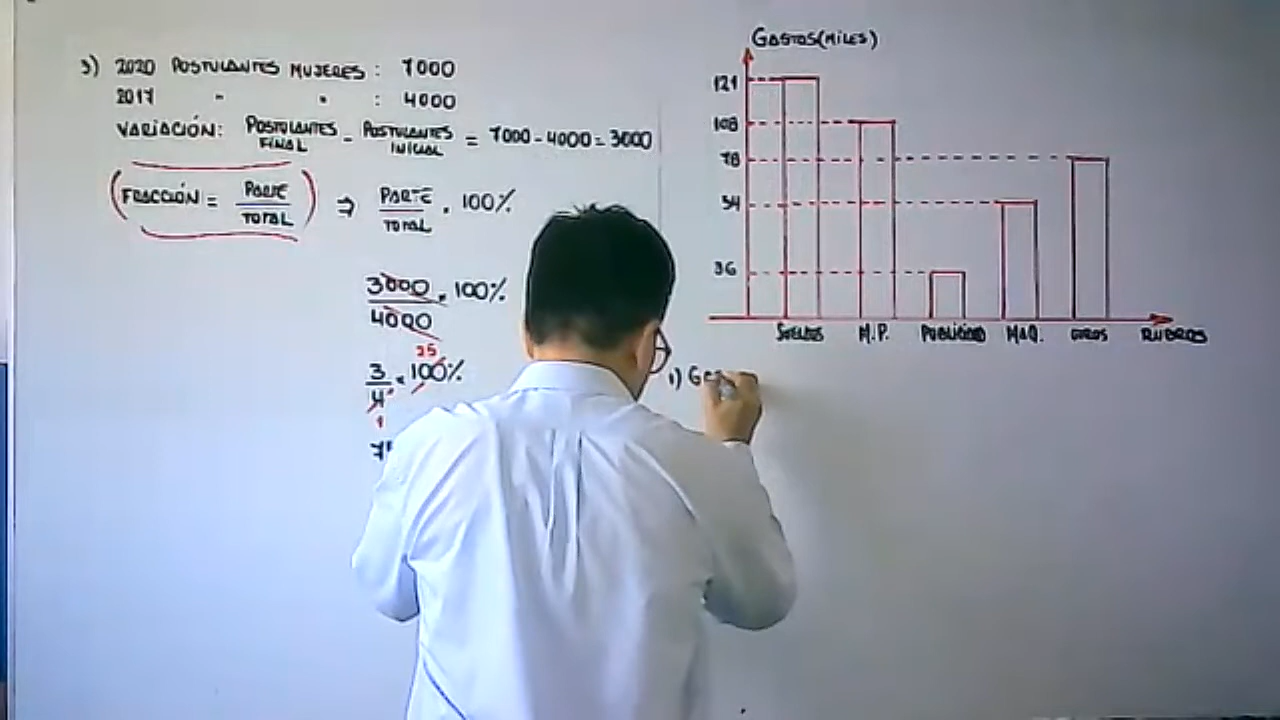 3) 2020 POSTULANTES MUJERES : 7000
2017 " " : 4000
VARIACIÓN: POSTULANTES FINAL - POSTULANTES INICIAL = 7000 - 4000 = 3000
(FRACCIÓN = PARTE / TOTAL) ⇒ PARTE / TOTAL . 100%
3000 / 4000 . 100%
25
3 / 4 . 100%
1
GASTOS(MILES)
121
108
78
54
36
SUELDOS M.P. PUBLICIDAD MAQ. OTROS RUBROS
1) G